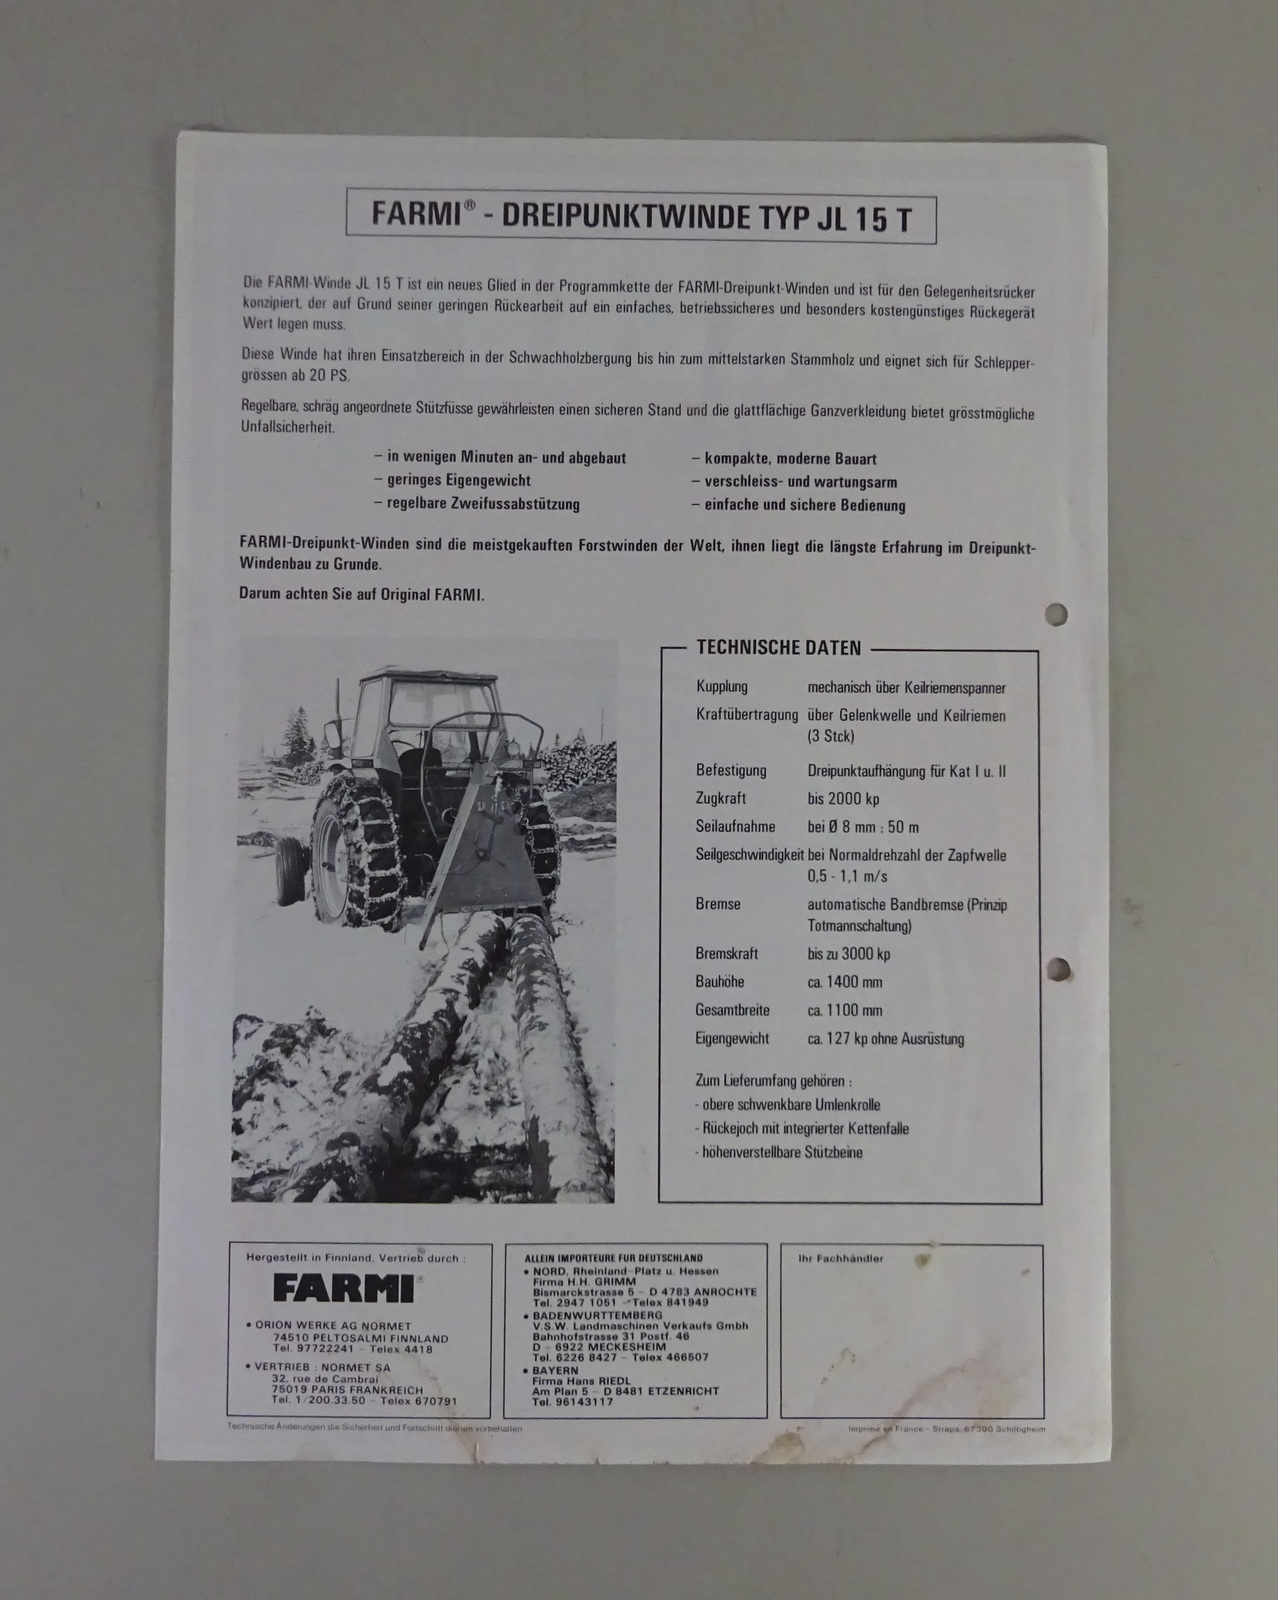 FARMI® - DREIPUNKTWINDE TYP JL 15 T
Die FARMI-Winde JL 15 T ist ein neues Glied in der Programmkette der FARMI-Dreipunkt-Winden und ist für den Gelegenheitsrücker
konzipiert, der auf Grund seiner geringen Rückearbeit auf ein einfaches, betriebssicheres und besonders kostengünstiges Rückegerät
Wert legen muss.
Diese Winde hat ihren Einsatzbereich in der Schwachholzbergung bis hin zum mittelstarken Stammholz und eignet sich für Schlepper-
grössen ab 20 PS.
Regelbare, schräg angeordnete Stützfüsse gewährleisten einen sicheren Stand und die glattflächige Ganzverkleidung bietet grösstmögliche
Unfallsicherheit.
– in wenigen Minuten an- und abgebaut
– geringes Eigengewicht
– regelbare Zweifussabstützung
– kompakte, moderne Bauart
– verschleiss- und wartungsarm
– einfache und sichere Bedienung
FARMI-Dreipunkt-Winden sind die meistgekauften Forstwinden der Welt, ihnen liegt die längste Erfahrung im Dreipunkt-
Windenbau zu Grunde.
Darum achten Sie auf Original FARMI.
TECHNISCHE DATEN
Kupplung mechanisch über Keilriemenspanner
Kraftübertragung über Gelenkwelle und Keilriemen
(3 Stck)
Befestigung Dreipunktaufhängung für Kat I u. II
Zugkraft bis 2000 kp
Seilaufnahme bei Ø 8 mm : 50 m
Seilgeschwindigkeit bei Normaldrehzahl der Zapfwelle
0,5 - 1,1 m/s
Bremse automatische Bandbremse (Prinzip
Totmannschaltung)
Bremskraft bis zu 3000 kp
Bauhöhe ca. 1400 mm
Gesamtbreite ca. 1100 mm
Eigengewicht ca. 127 kp ohne Ausrüstung
Zum Lieferumfang gehören :
- obere schwenkbare Umlenkrolle
- Rückejoch mit integrierter Kettenfalle
- höhenverstellbare Stützbeine
Hergestellt in Finnland, Vertrieb durch :
FARMI®
• ORION WERKE AG NORMET
74510 PELTOSALMI FINNLAND
Tel. 97722241 - Telex 4418
• VERTRIEB : NORMET SA
32, rue de Cambrai
75019 PARIS FRANKREICH
Tel. 1/200.33.50 - Telex 670791
ALLEIN IMPORTEURE FUR DEUTSCHLAND
• NORD, Rheinland-Platz u. Hessen
Firma H.H. GRIMM
Bismarckstrasse 5 - D 4783 ANROCHTE
Tel. 2947 1051 - Telex 841949
• BADENWURTTEMBERG
V.S.W. Landmaschinen Verkaufs Gmbh
Bahnhofstrasse 31 Postf. 46
D - 6922 MECKESHEIM
Tel. 6226 8427 - Telex 466507
• BAYERN
Firma Hans RIEDL
Am Plan 5 - D 8481 ETZENRICHT
Tel. 96143117
Ihr Fachhändler
Technische Änderungen die Sicherheit und Fortschritt dienen vorbehalten
Imprimé en France - Strapa, 67300 Schiltigheim